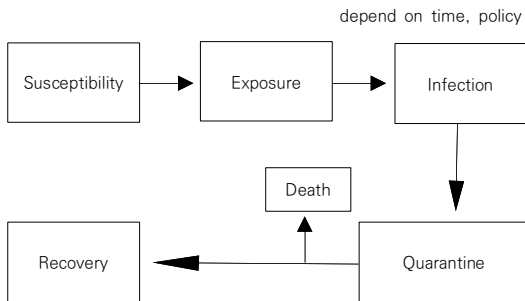 depend on time, policy
Susceptibility
Exposure
Infection
Death
Recovery
Quarantine